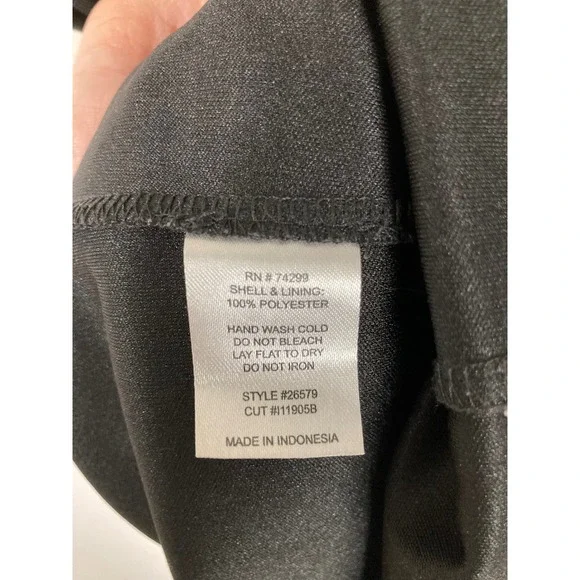 RN # 74299
SHELL & LINING:
100% POLYESTER
HAND WASH COLD
DO NOT BLEACH
LAY FLAT TO DRY
DO NOT IRON
STYLE #26579
CUT #I11905B
MADE IN INDONESIA